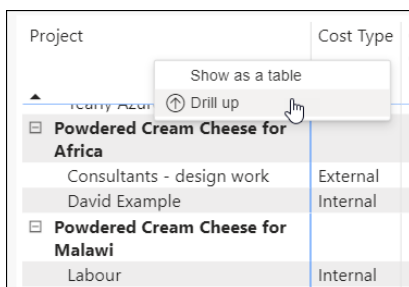 Project Cost Type
Show as a table
Drill up
Powdered Cream Cheese for
Africa
Consultants - design work External
David Example Internal
Powdered Cream Cheese for
Malawi
Labour Internal